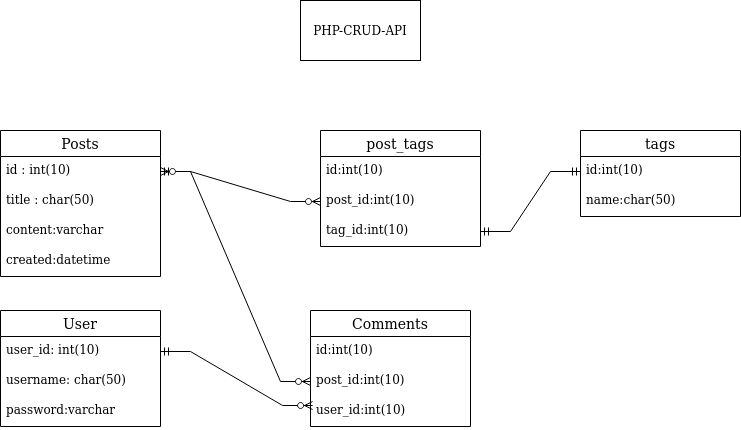 PHP-CRUD-API
Posts
id : int(10)
title : char(50)
content:varchar
created:datetime
post_tags
id:int(10)
post_id:int(10)
tag_id:int(10)
tags
id:int(10)
name:char(50)
User
user_id: int(10)
username: char(50)
password:varchar
Comments
id:int(10)
post_id:int(10)
user_id:int(10)